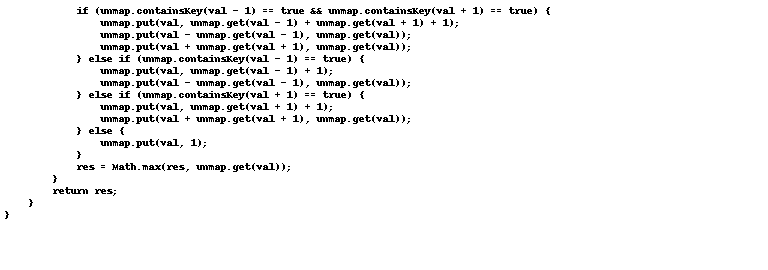 if (unmap.containsKey(val - 1) == true && unmap.containsKey(val + 1) == true) {
unmap.put(val, unmap.get(val - 1) + unmap.get(val + 1) + 1);
unmap.put(val - unmap.get(val - 1), unmap.get(val));
unmap.put(val + unmap.get(val + 1), unmap.get(val));
} else if (unmap.containsKey(val - 1) == true) {
unmap.put(val, unmap.get(val - 1) + 1);
unmap.put(val - unmap.get(val - 1), unmap.get(val));
} else if (unmap.containsKey(val + 1) == true) {
unmap.put(val, unmap.get(val + 1) + 1);
unmap.put(val + unmap.get(val + 1), unmap.get(val));
} else {
unmap.put(val, 1);
}
res = Math.max(res, unmap.get(val));
}
return res;
}
}